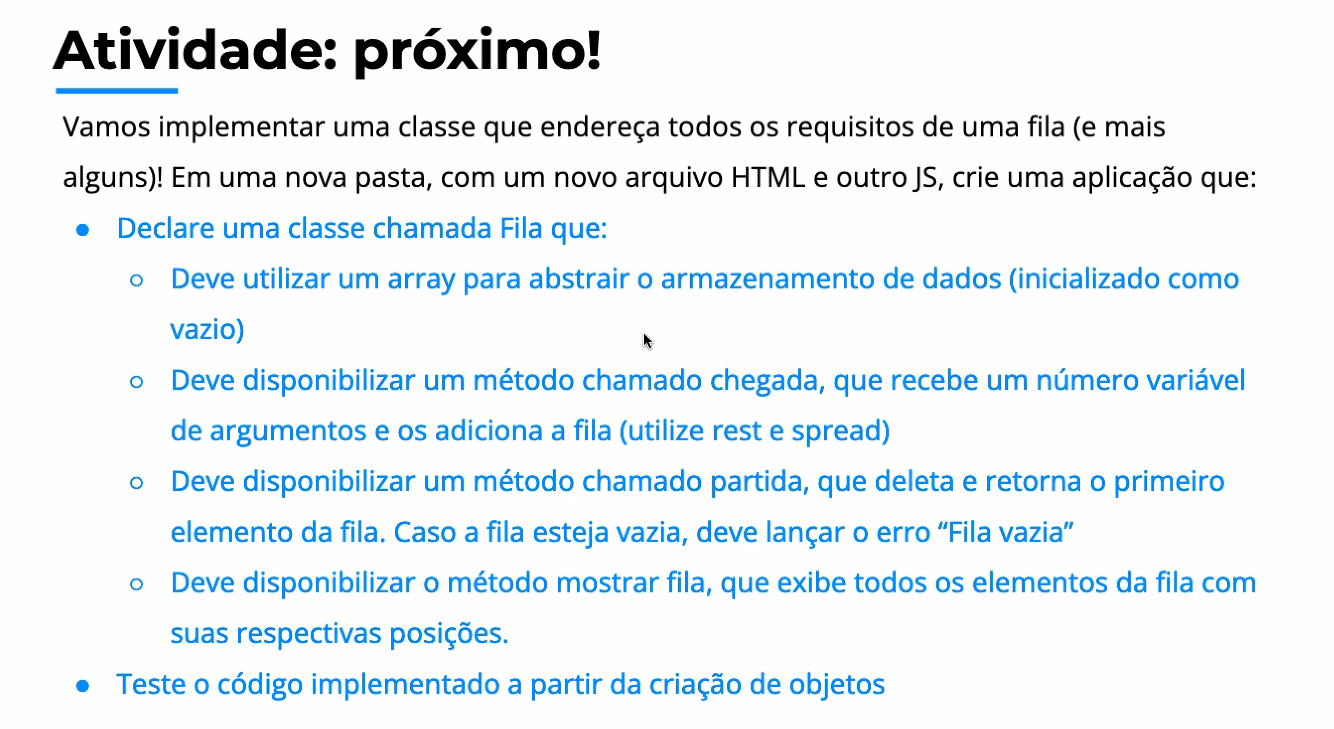 Atividade: próximo!
Vamos implementar uma classe que endereça todos os requisitos de uma fila (e mais
alguns)! Em uma nova pasta, com um novo arquivo HTML e outro JS, crie uma aplicação que:
● Declare uma classe chamada Fila que:
○ Deve utilizar um array para abstrair o armazenamento de dados (inicializado como
vazio)
○ Deve disponibilizar um método chamado chegada, que recebe um número variável
de argumentos e os adiciona a fila (utilize rest e spread)
○ Deve disponibilizar um método chamado partida, que deleta e retorna o primeiro
elemento da fila. Caso a fila esteja vazia, deve lançar o erro “Fila vazia”
○ Deve disponibilizar o método mostrar fila, que exibe todos os elementos da fila com
suas respectivas posições.
● Teste o código implementado a partir da criação de objetos